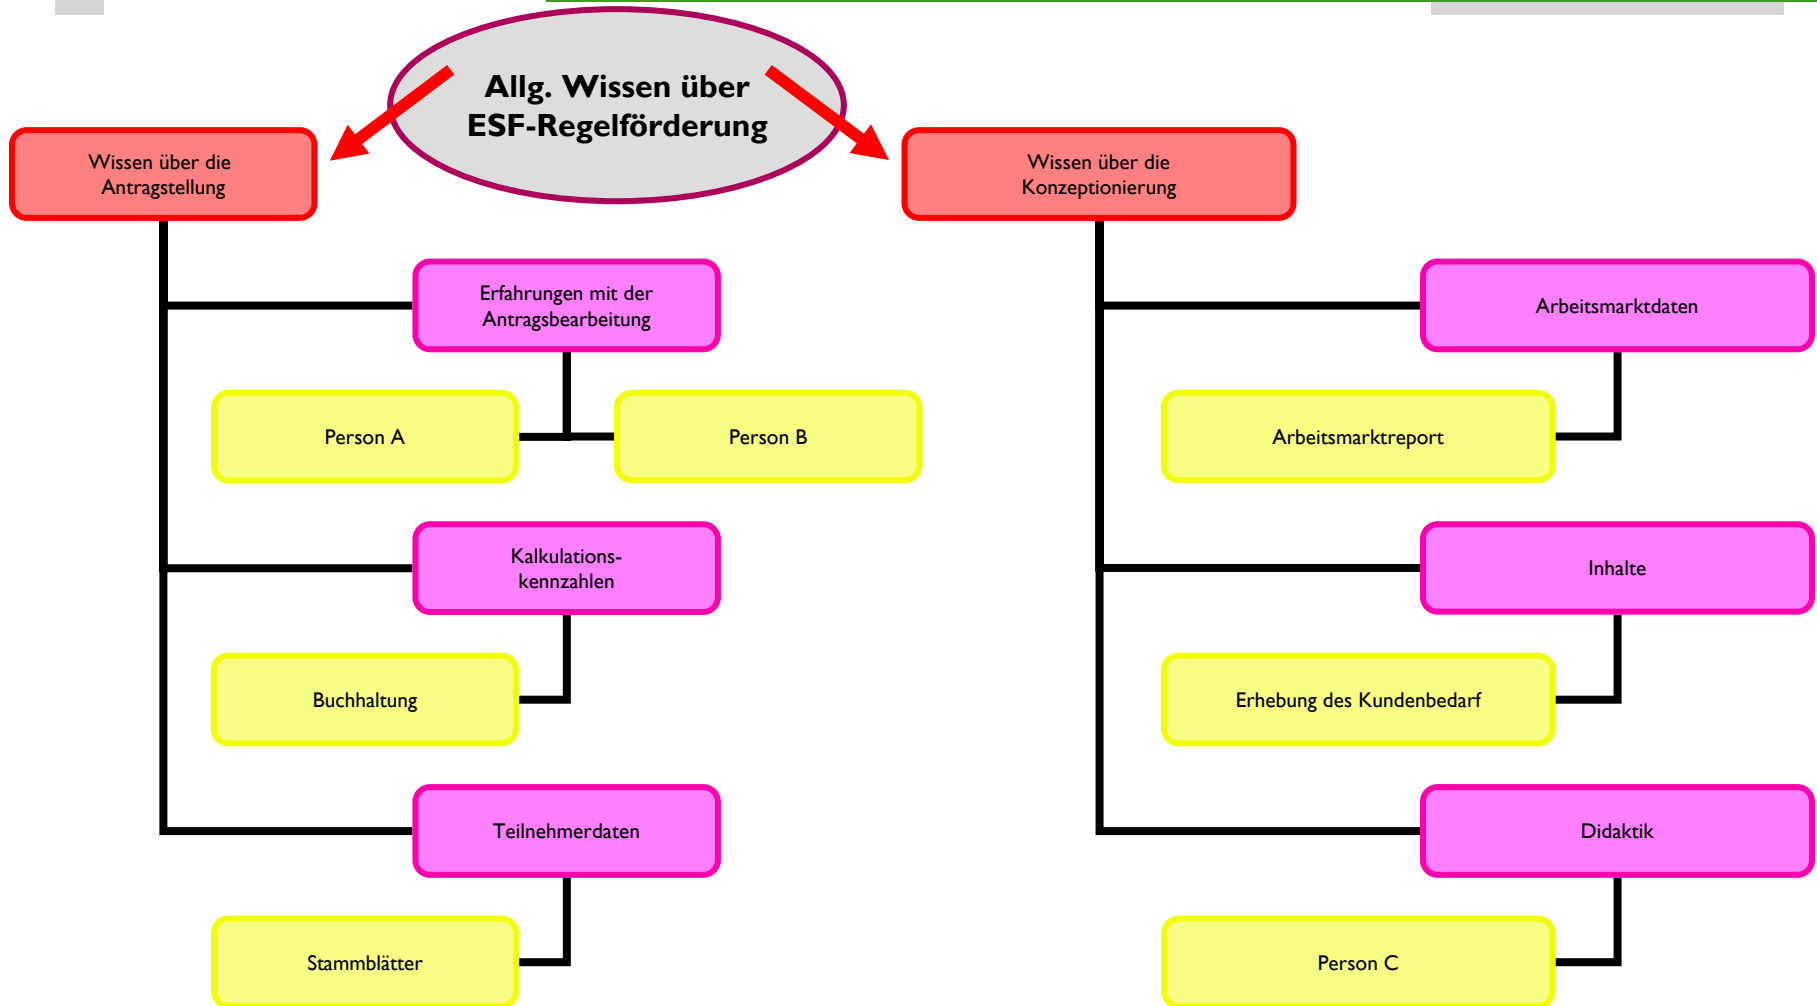 Allg. Wissen über
ESF-Regelförderung
Wissen über die
Antragstellung
Wissen über die
Konzeptionierung
Erfahrungen mit der
Antragsbearbeitung
Arbeitsmarktdaten
Person A
Person B
Arbeitsmarktreport
Kalkulations-
kennzahlen
Inhalte
Buchhaltung
Erhebung des Kundenbedarf
Teilnehmerdaten
Didaktik
Stammblätter
Person C